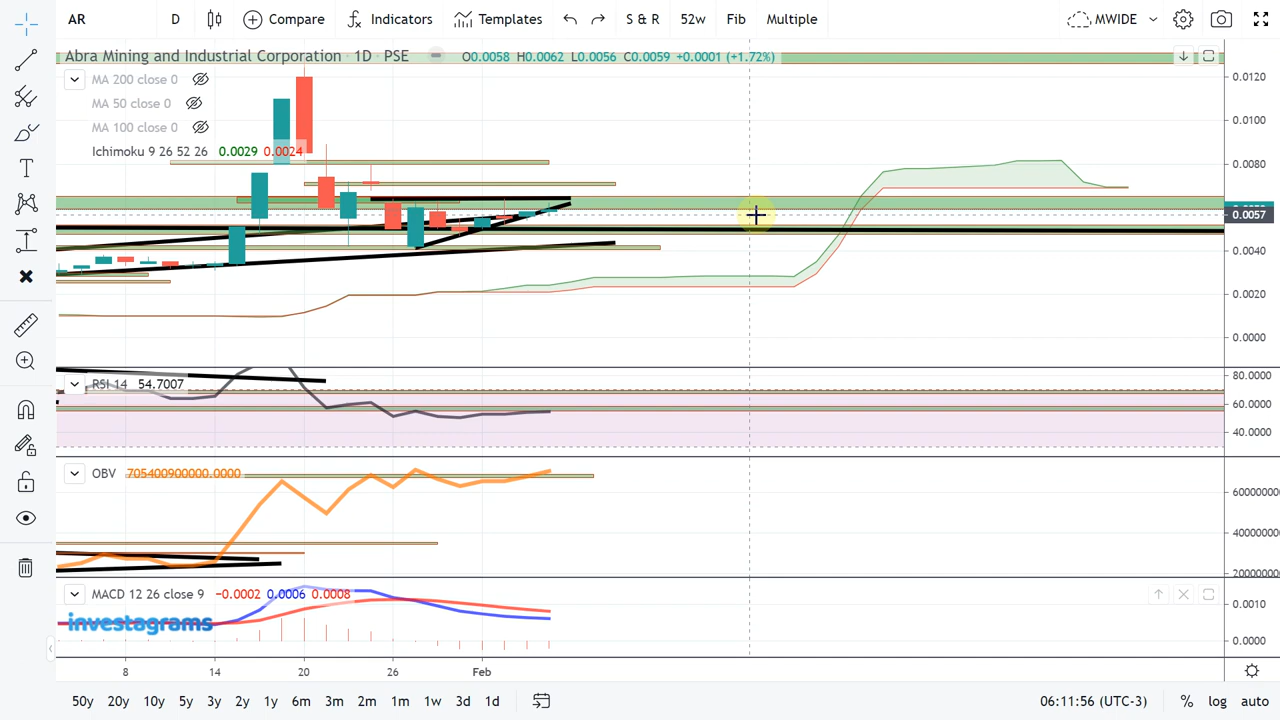 AR D Compare Indicators Templates S & R 52w Fib Multiple MWIDE
Abra Mining and Industrial Corporation · 1D · PSE O0.0058 H0.0062 L0.0056 C0.0059 +0.0001 (+1.72%)
MA 200 close 0
MA 50 close 0
MA 100 close 0
Ichimoku 9 26 52 26 0.0029 0.0024
0.0120
0.0100
0.0080
0.0057
0.0040
0.0020
0.0000
RSI 14 54.7007
80.0000
60.0000
40.0000
OBV 705400900000.0000
60000000
40000000
20000000
MACD 12 26 close 9 −0.0002 0.0006 0.0008
investagrams
0.0010
0.0000
8 14 20 26 Feb
50y 20y 10y 5y 3y 2y 1y 6m 3m 2m 1m 1w 3d 1d 06:11:56 (UTC-3) % log auto